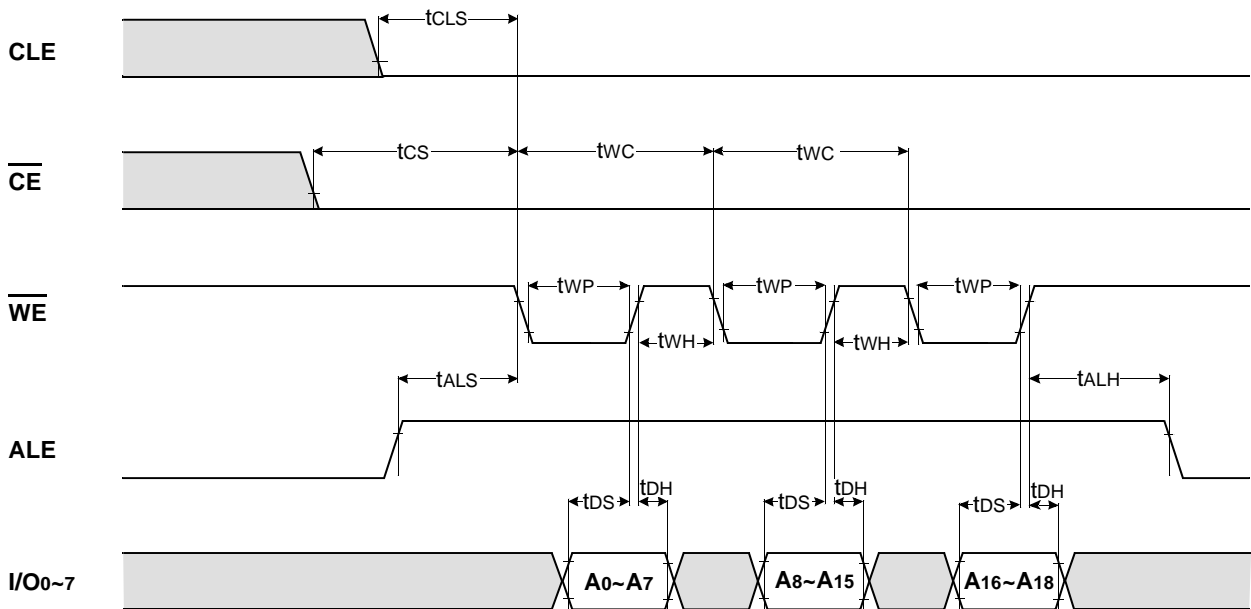 CLE
tCLS
CE
tCS tWC tWC
WE
tWP tWP tWP
tWH tWH
tALS tALH
ALE
tDS tDH tDS tDH tDS tDH
I/O0~7 A0~A7 A8~A15 A16~A18